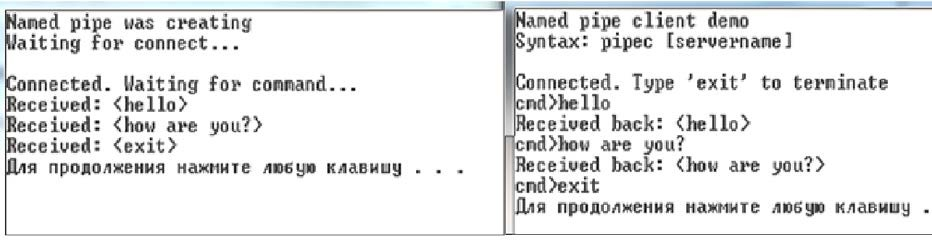 Named pipe was creating
Waiting for connect...
Connected. Waiting for command...
Received: <hello>
Received: <how are you?>
Received: <exit>
Для продолжения нажмите любую клавишу . . .
Named pipe client demo
Syntax: pipec [servername]
Connected. Type 'exit' to terminate
cmd>hello
Received back: <hello>
cmd>how are you?
Received back: <how are you?>
cmd>exit
Для продолжения нажмите любую клавишу .